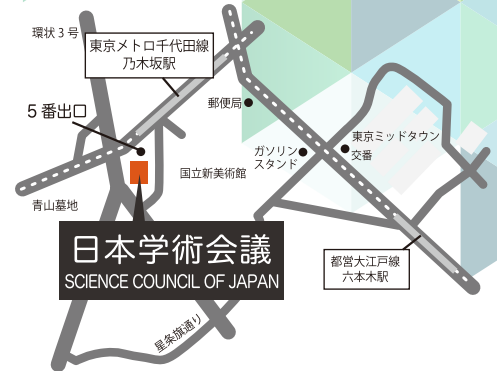 環状3号
東京メトロ千代田線
乃木坂駅
5番出口
郵便局
ガソリン
スタンド
東京ミッドタウン
交番
国立新美術館
青山墓地
日本学術会議
SCIENCE COUNCIL OF JAPAN
都営大江戸線
六本木駅
星条旗通り